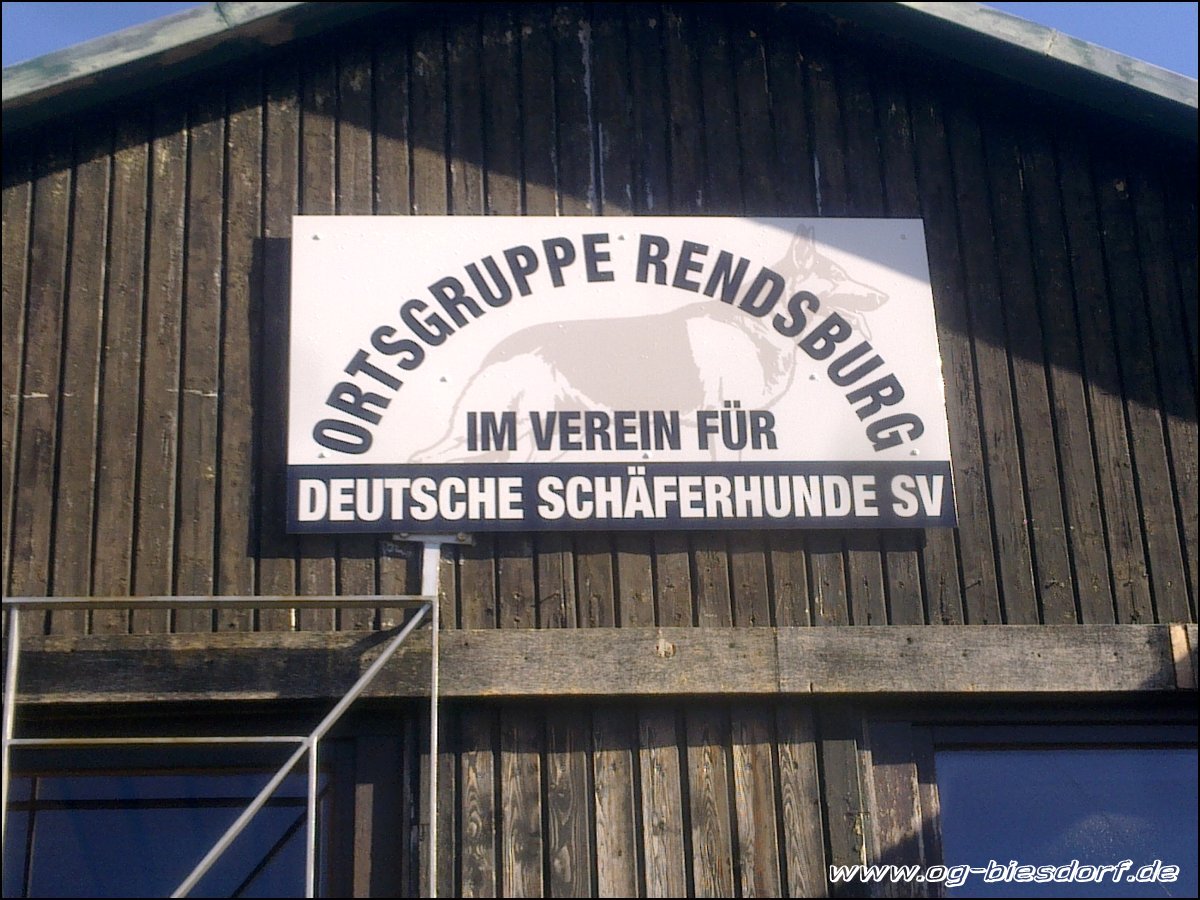 ORTSGRUPPE RENDSBURG
IM VEREIN FÜR
DEUTSCHE SCHÄFERHUNDE SV
www.og-biesdorf.de